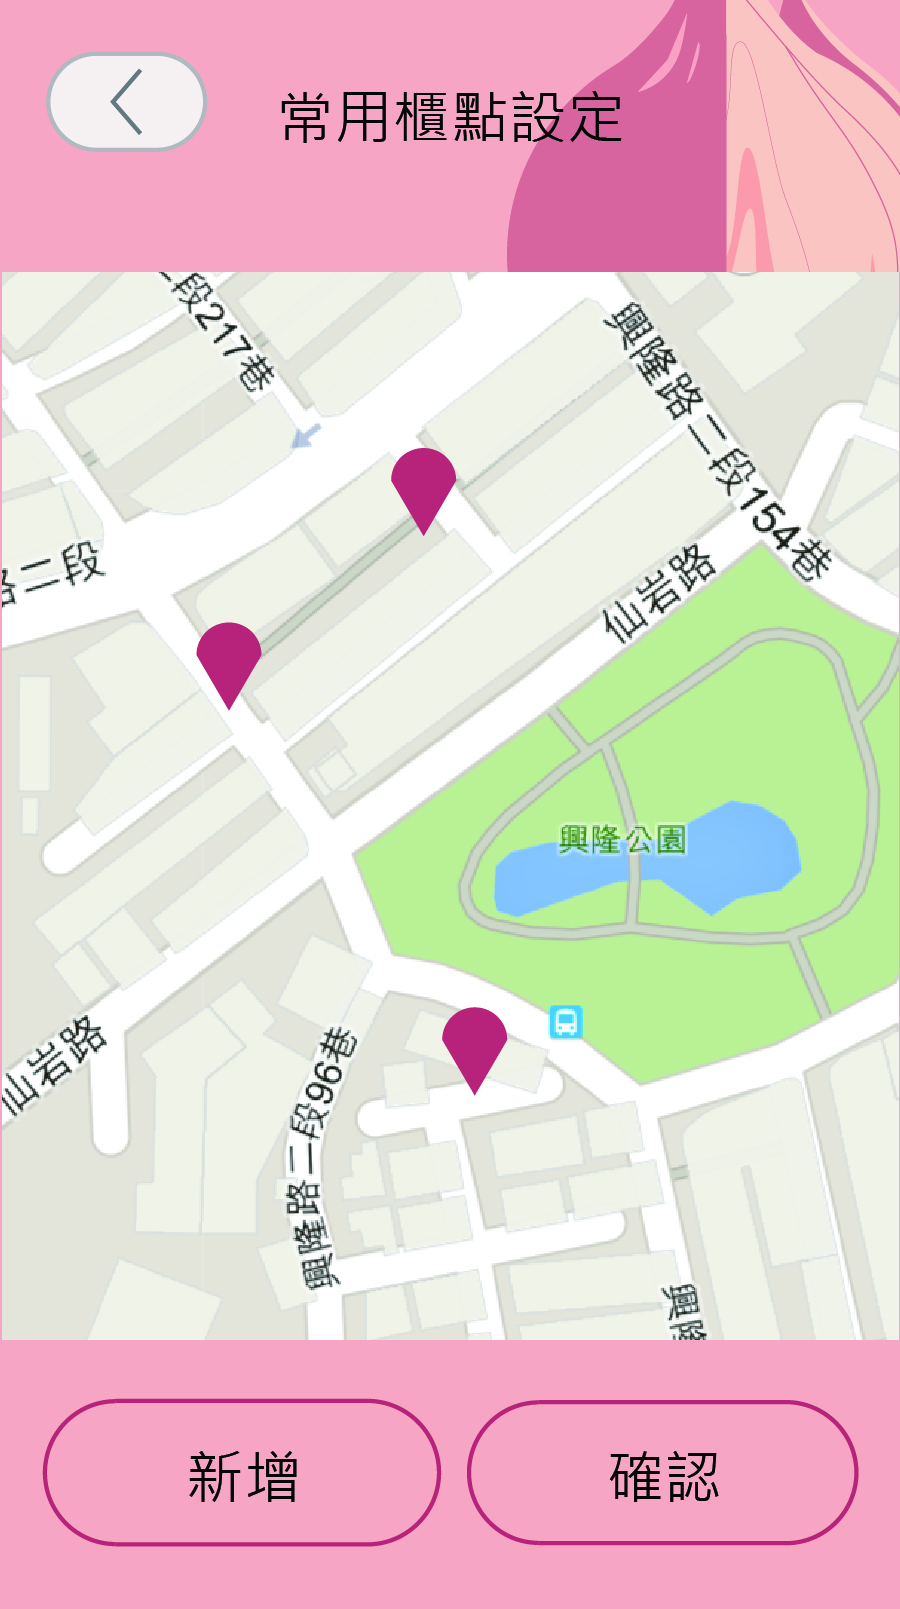 常用櫃點設定
二段217巷
興隆路二段154巷
路二段
仙岩路
興隆公園
仙岩路
興隆路二段96巷
興隆
新增
確認